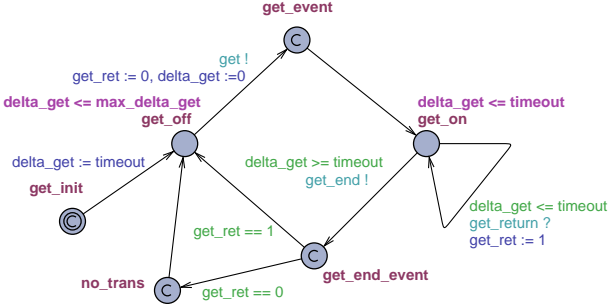 get_event
C
get !
get_ret := 0, delta_get :=0
delta_get <= max_delta_get
get_off
delta_get <= timeout
get_on
delta_get := timeout
delta_get >= timeout
get_end !
get_init
C
delta_get <= timeout
get_return ?
get_ret := 1
get_ret == 1
C
get_end_event
no_trans
C
get_ret == 0